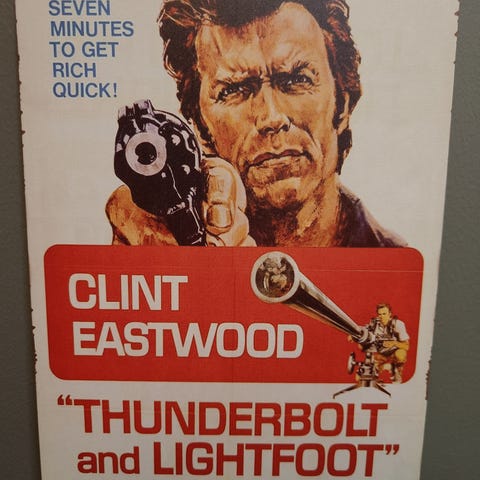 SEVEN
MINUTES
TO GET
RICH
QUICK!
CLINT
EASTWOOD
"THUNDERBOLT
and LIGHTFOOT"